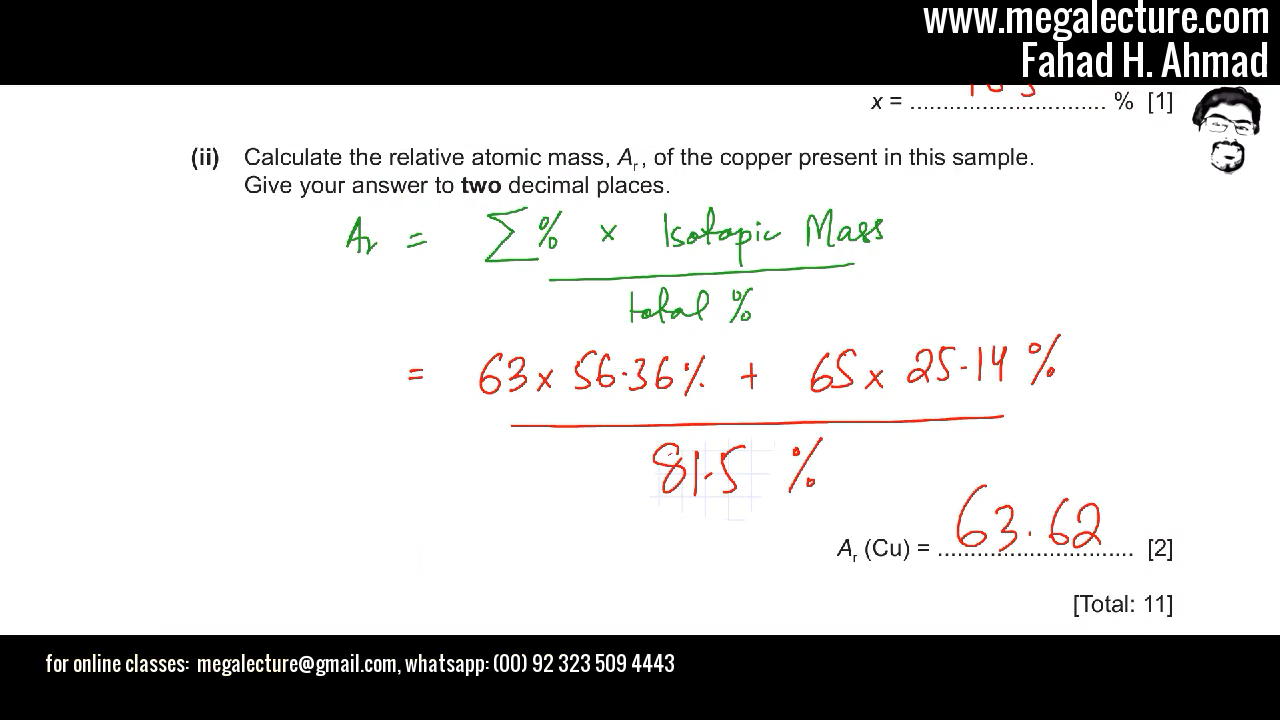 www.megalecture.com
Fahad H. Ahmad
x = .............................. % [1]
(ii) Calculate the relative atomic mass, Ar, of the copper present in this sample.
Give your answer to two decimal places.
Ar = ∑ % × Isotopic Mass
total %
= 63 × 56.36% + 65 × 25.14 %
81.5 %
Ar (Cu) = 63.62 [2]
[Total: 11]
for online classes: megalecture@gmail.com, whatsapp: (00) 92 323 509 4443